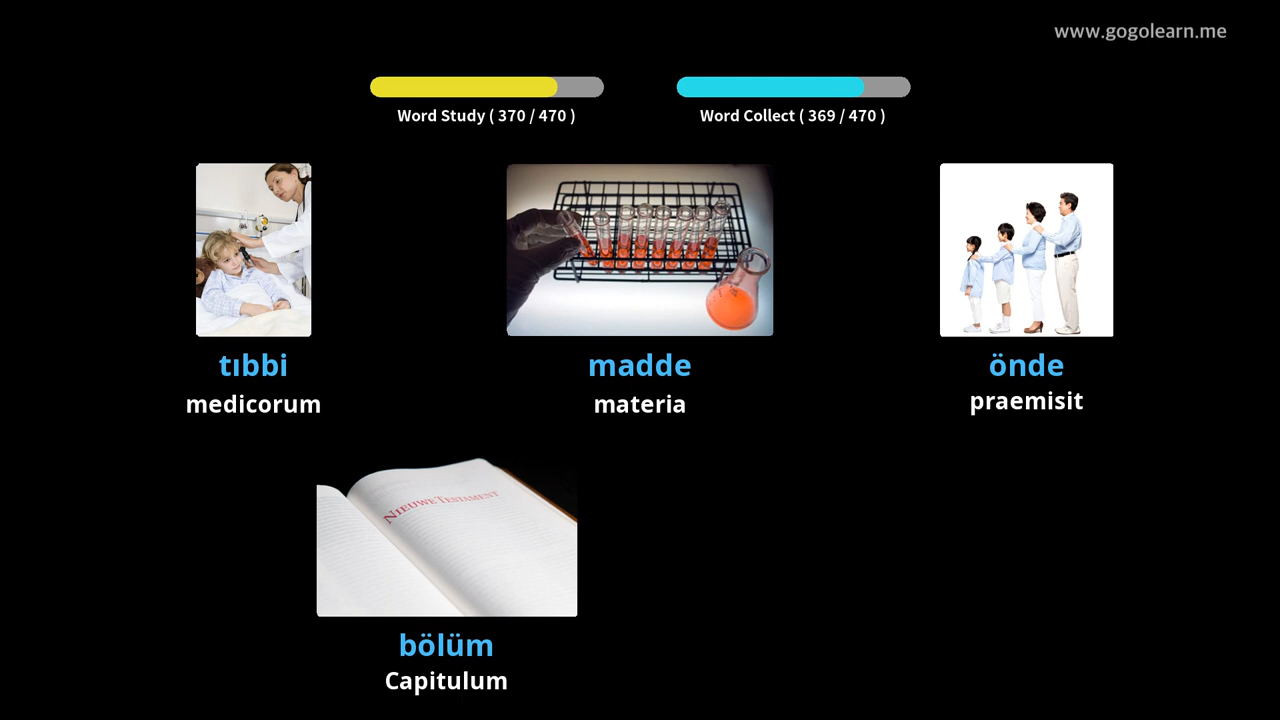 www.gogolearn.me
Word Study ( 370 / 470 )
Word Collect ( 369 / 470 )
tıbbi
medicorum
madde
materia
önde
praemisit
NIEUWE TESTAMENT
bölüm
Capitulum